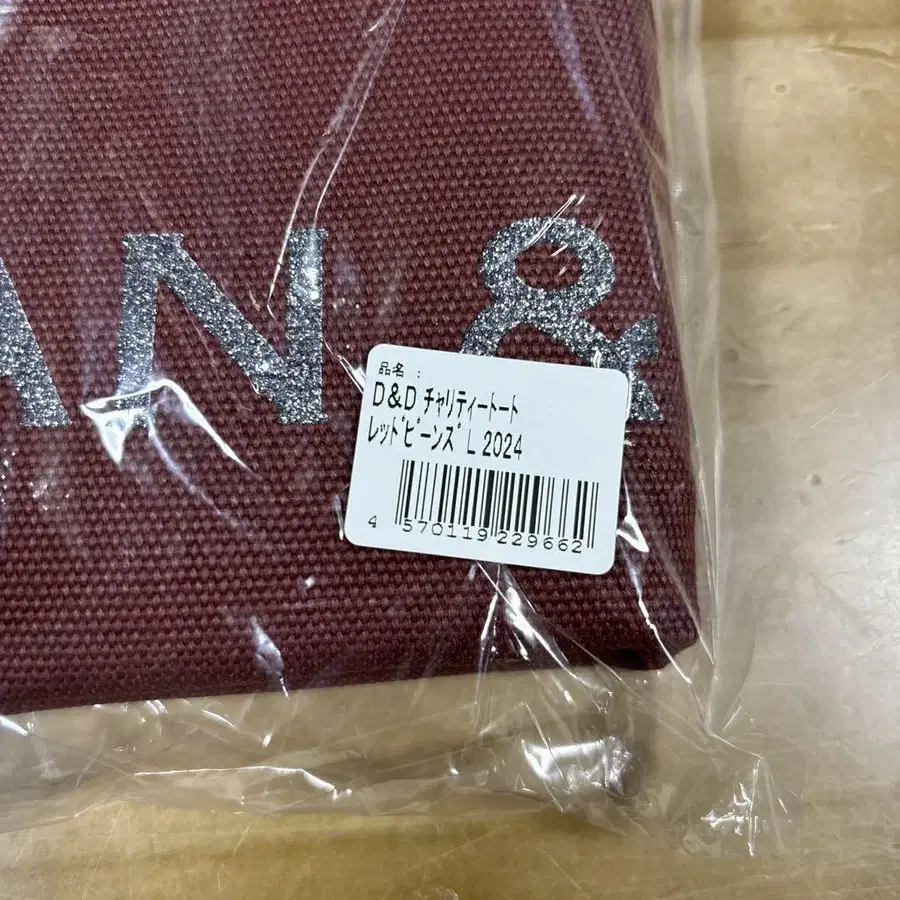 AN &
品名 :
D&D チャリティートート
レッドビーンズ L 2024
4 570119 229662